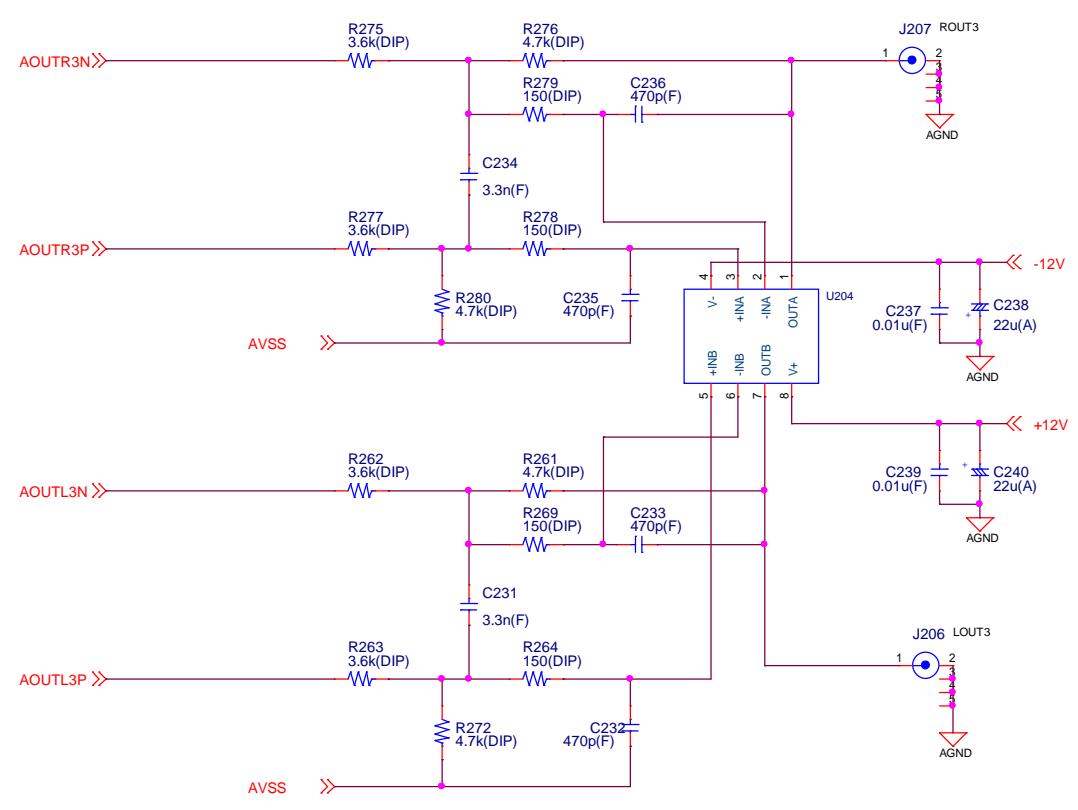 R275
3.6k(DIP)
R276
4.7k(DIP)
J207 ROUT3
AOUTR3N
1
2
3
4
5
R279
150(DIP)
C236
470p(F)
AGND
C234
3.3n(F)
R277
3.6k(DIP)
R278
150(DIP)
AOUTR3P
-12V
4
3
2
1
U204
V-
+INA
-INA
OUTA
R280
4.7k(DIP)
C235
470p(F)
C237
0.01u(F)
+
C238
22u(A)
AVSS
AGND
+INB
-INB
OUTB
V+
5
6
7
8
+12V
R262
3.6k(DIP)
R261
4.7k(DIP)
C239
0.01u(F)
+
C240
22u(A)
AOUTL3N
R269
150(DIP)
C233
470p(F)
AGND
C231
3.3n(F)
J206 LOUT3
R263
3.6k(DIP)
R264
150(DIP)
1
2
3
4
5
AOUTL3P
R272
4.7k(DIP)
C232
470p(F)
AGND
AVSS